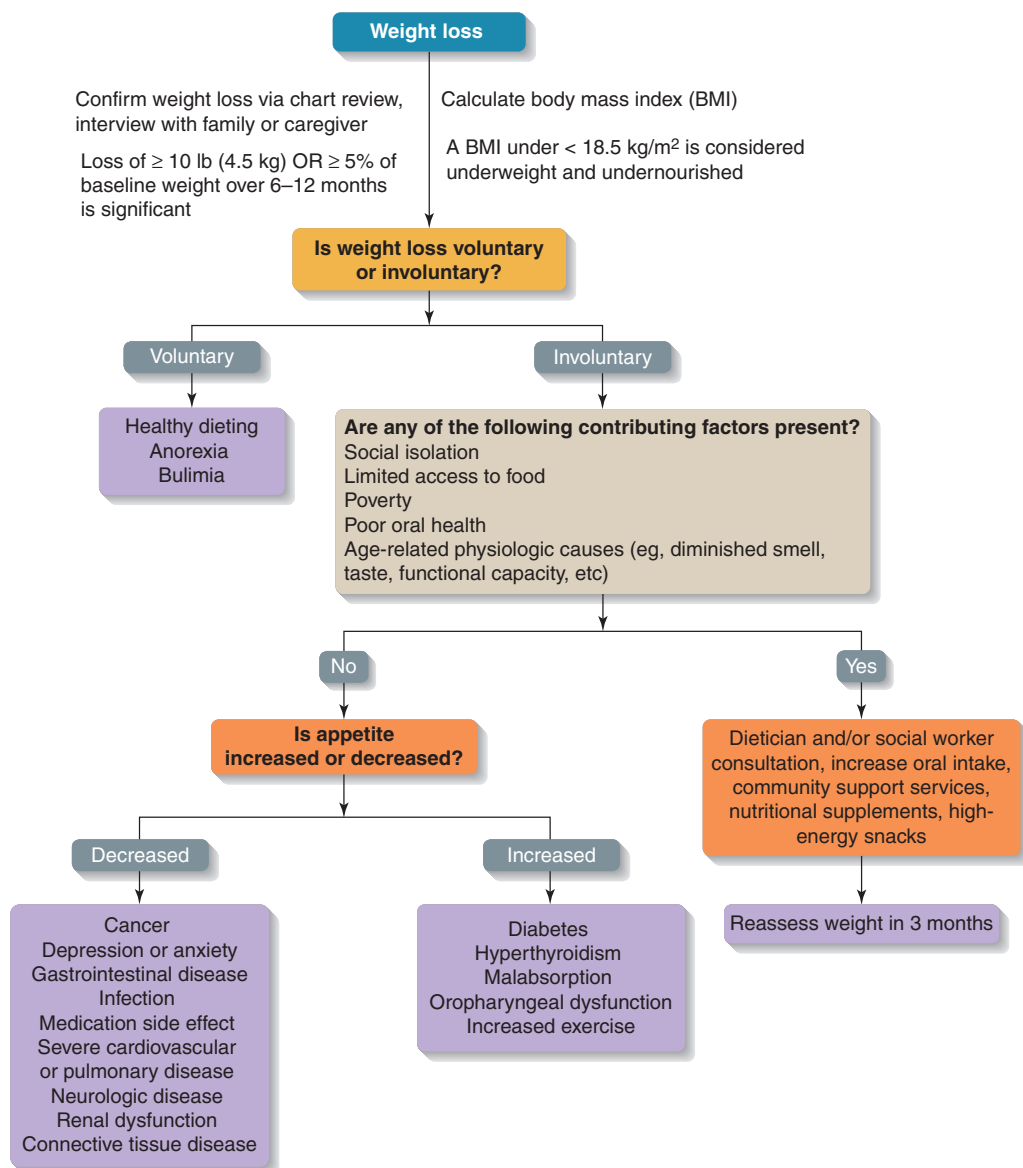 Weight loss
Confirm weight loss via chart review,
interview with family or caregiver
Loss of ≥ 10 lb (4.5 kg) OR ≥ 5% of
baseline weight over 6–12 months
is significant
Calculate body mass index (BMI)
A BMI under < 18.5 kg/m² is considered
underweight and undernourished
Is weight loss voluntary
or involuntary?
Voluntary
Involuntary
Healthy dieting
Anorexia
Bulimia
Are any of the following contributing factors present?
Social isolation
Limited access to food
Poverty
Poor oral health
Age-related physiologic causes (eg, diminished smell,
taste, functional capacity, etc)
No
Yes
Is appetite
increased or decreased?
Dietician and/or social worker
consultation, increase oral intake,
community support services,
nutritional supplements, high-
energy snacks
Decreased
Increased
Cancer
Depression or anxiety
Gastrointestinal disease
Infection
Medication side effect
Severe cardiovascular
or pulmonary disease
Neurologic disease
Renal dysfunction
Connective tissue disease
Diabetes
Hyperthyroidism
Malabsorption
Oropharyngeal dysfunction
Increased exercise
Reassess weight in 3 months